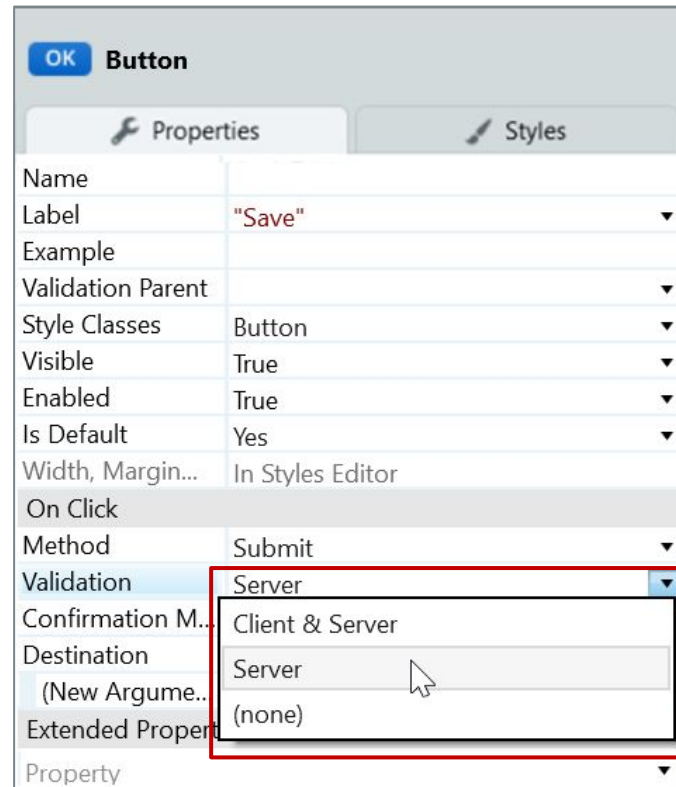 OK Button
Properties Styles
Name
Label "Save"
Example
Validation Parent
Style Classes Button
Visible True
Enabled True
Is Default Yes
Width, Margin... In Styles Editor
On Click
Method Submit
Validation Server
Confirmation M... Client & Server
Destination Server
(New Argume... (none)
Extended Propert
Property